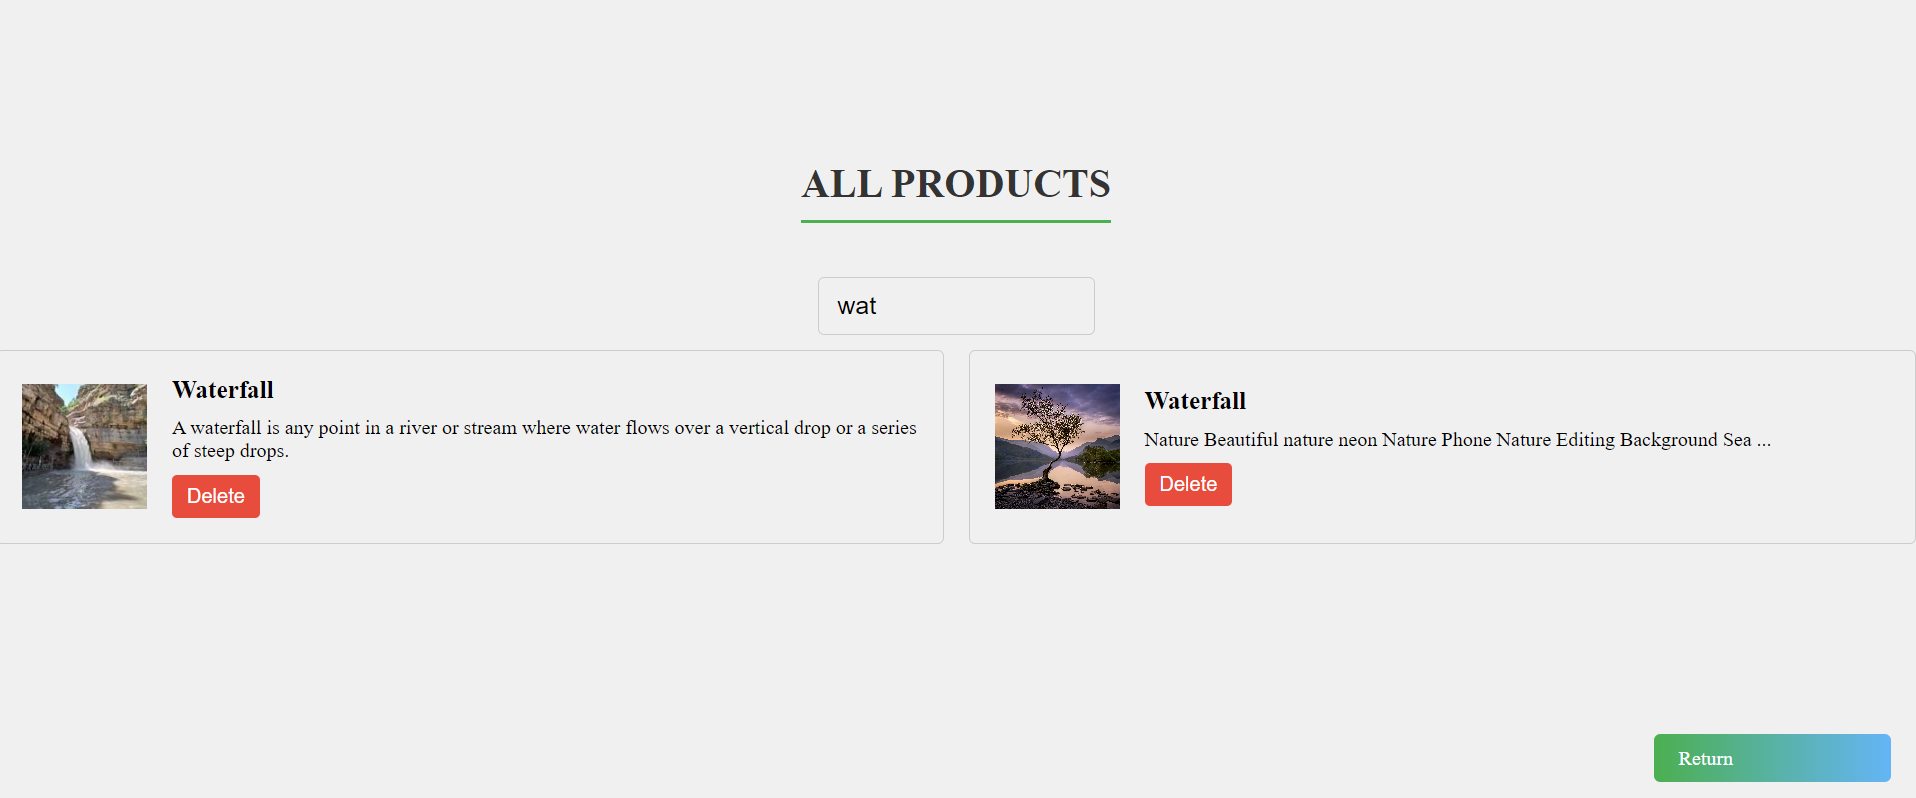 ALL PRODUCTS
wat
Waterfall
A waterfall is any point in a river or stream where water flows over a vertical drop or a series
of steep drops.
Delete
Waterfall
Nature Beautiful nature neon Nature Phone Nature Editing Background Sea ...
Delete
Return